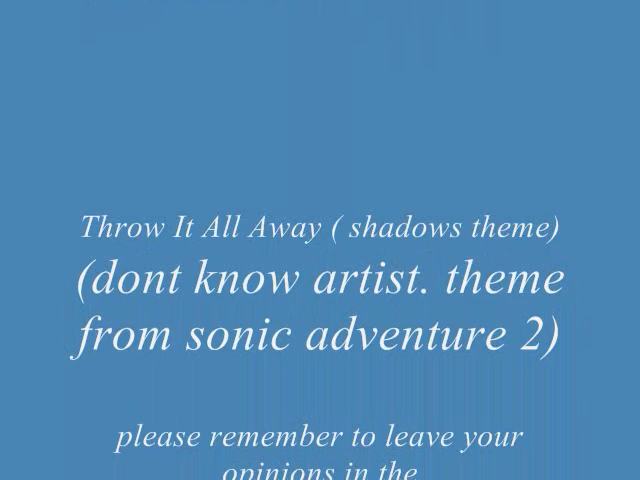 Throw It All Away ( shadows theme)
(dont know artist. theme
from sonic adventure 2)
please remember to leave your
opinions in the